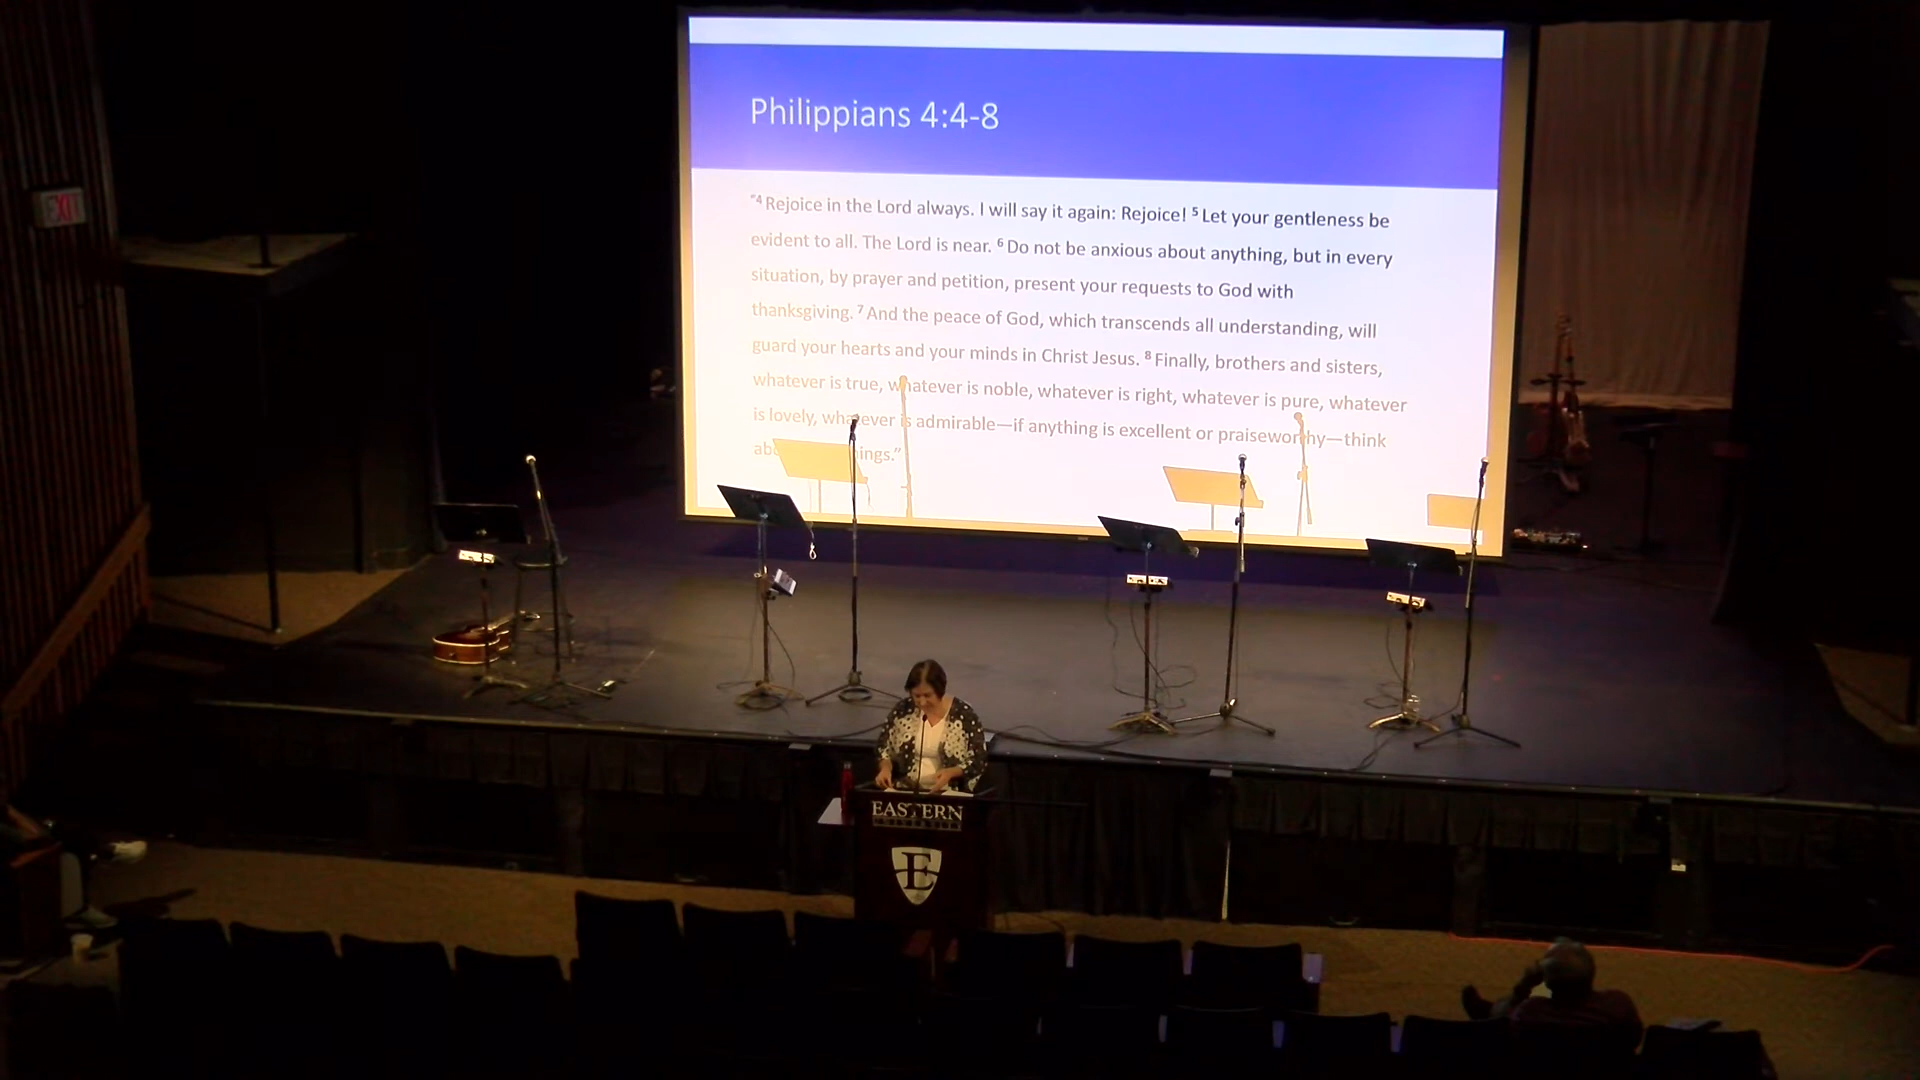 Philippians 4:4-8
"4 Rejoice in the Lord always. I will say it again: Rejoice! 5 Let your gentleness be
evident to all. The Lord is near. 6 Do not be anxious about anything, but in every
situation, by prayer and petition, present your requests to God with
thanksgiving. 7 And the peace of God, which transcends all understanding, will
guard your hearts and your minds in Christ Jesus. 8 Finally, brothers and sisters,
whatever is true, whatever is noble, whatever is right, whatever is pure, whatever
is lovely, whatever is admirable—if anything is excellent or praiseworthy—think
EXIT
EASTERN
E